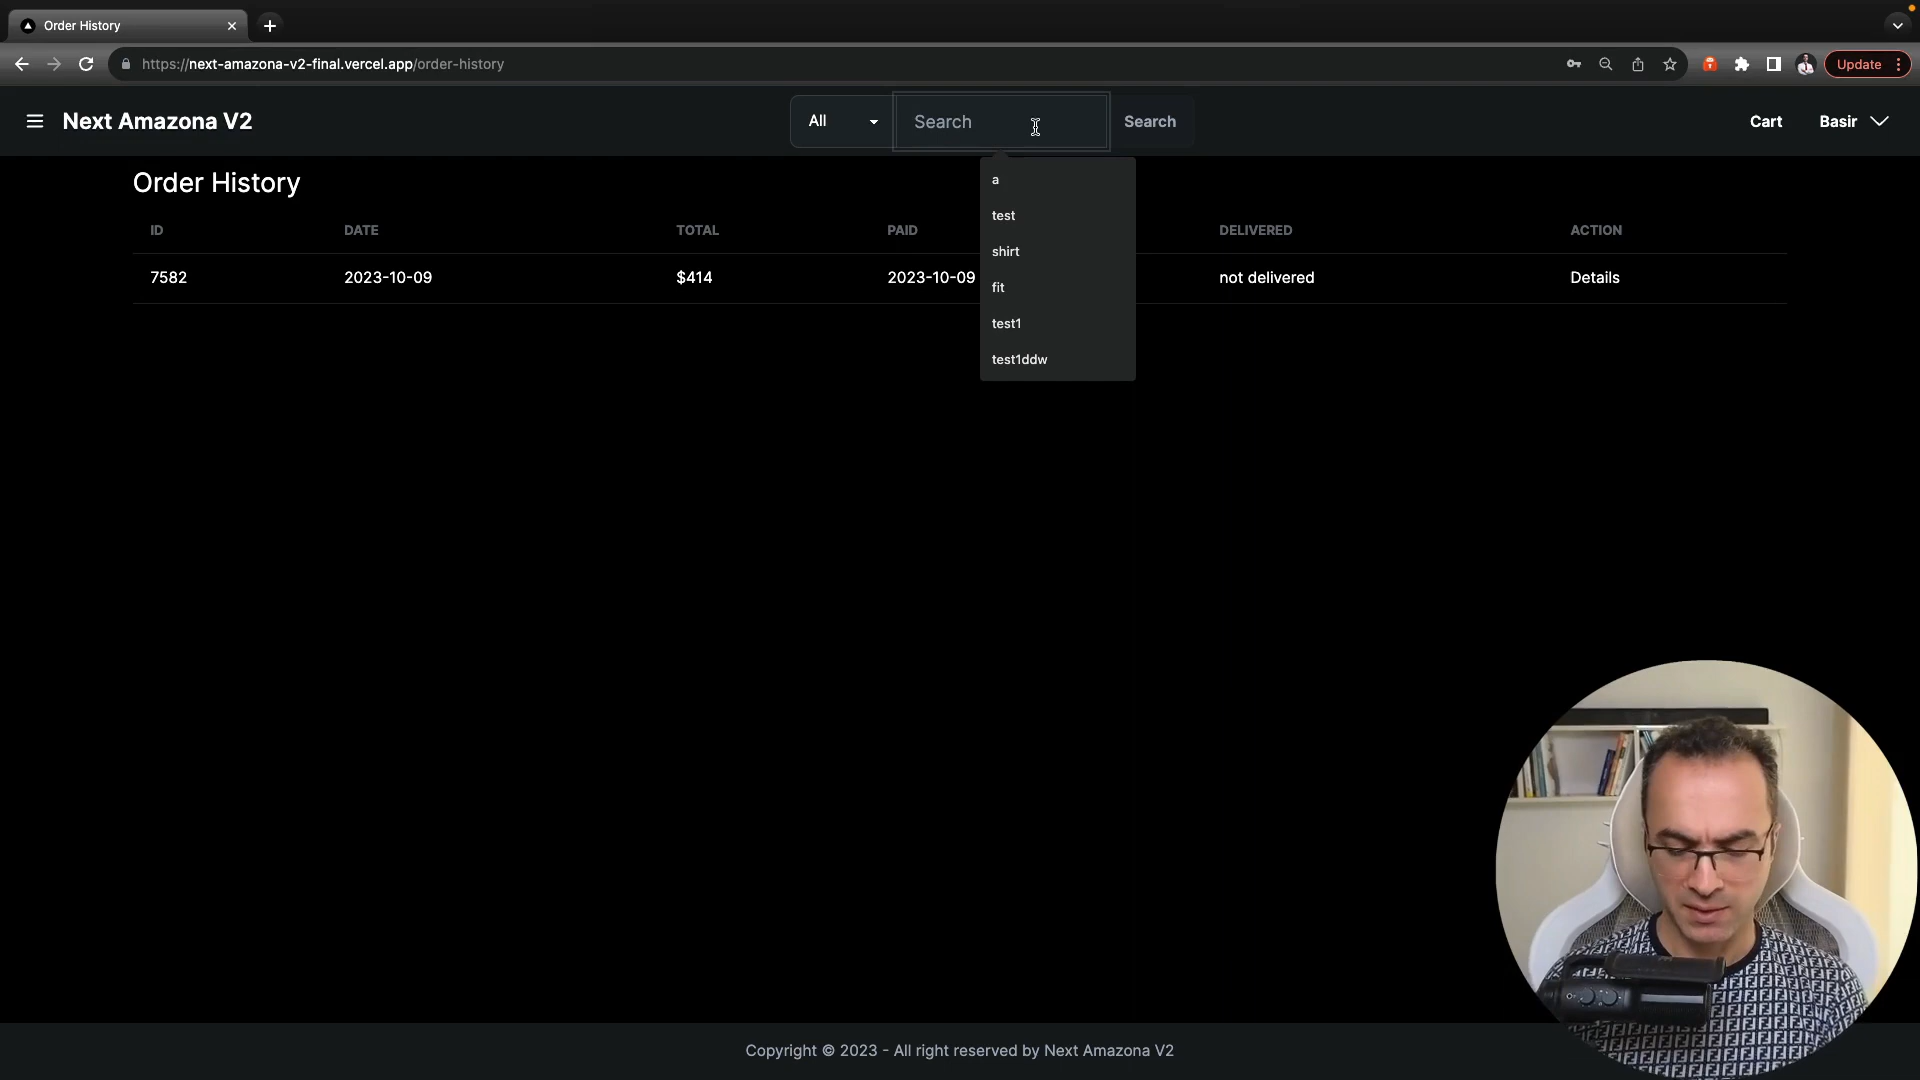 Order History
https://next-amazona-v2-final.vercel.app/order-history
Update
Next Amazona V2
All
Search
Search
Cart
Basir
Order History
ID DATE TOTAL PAID DELIVERED ACTION
7582 2023-10-09 $414 2023-10-09 not delivered Details
a
test
shirt
fit
test1
test1ddw
Copyright © 2023 - All right reserved by Next Amazona V2